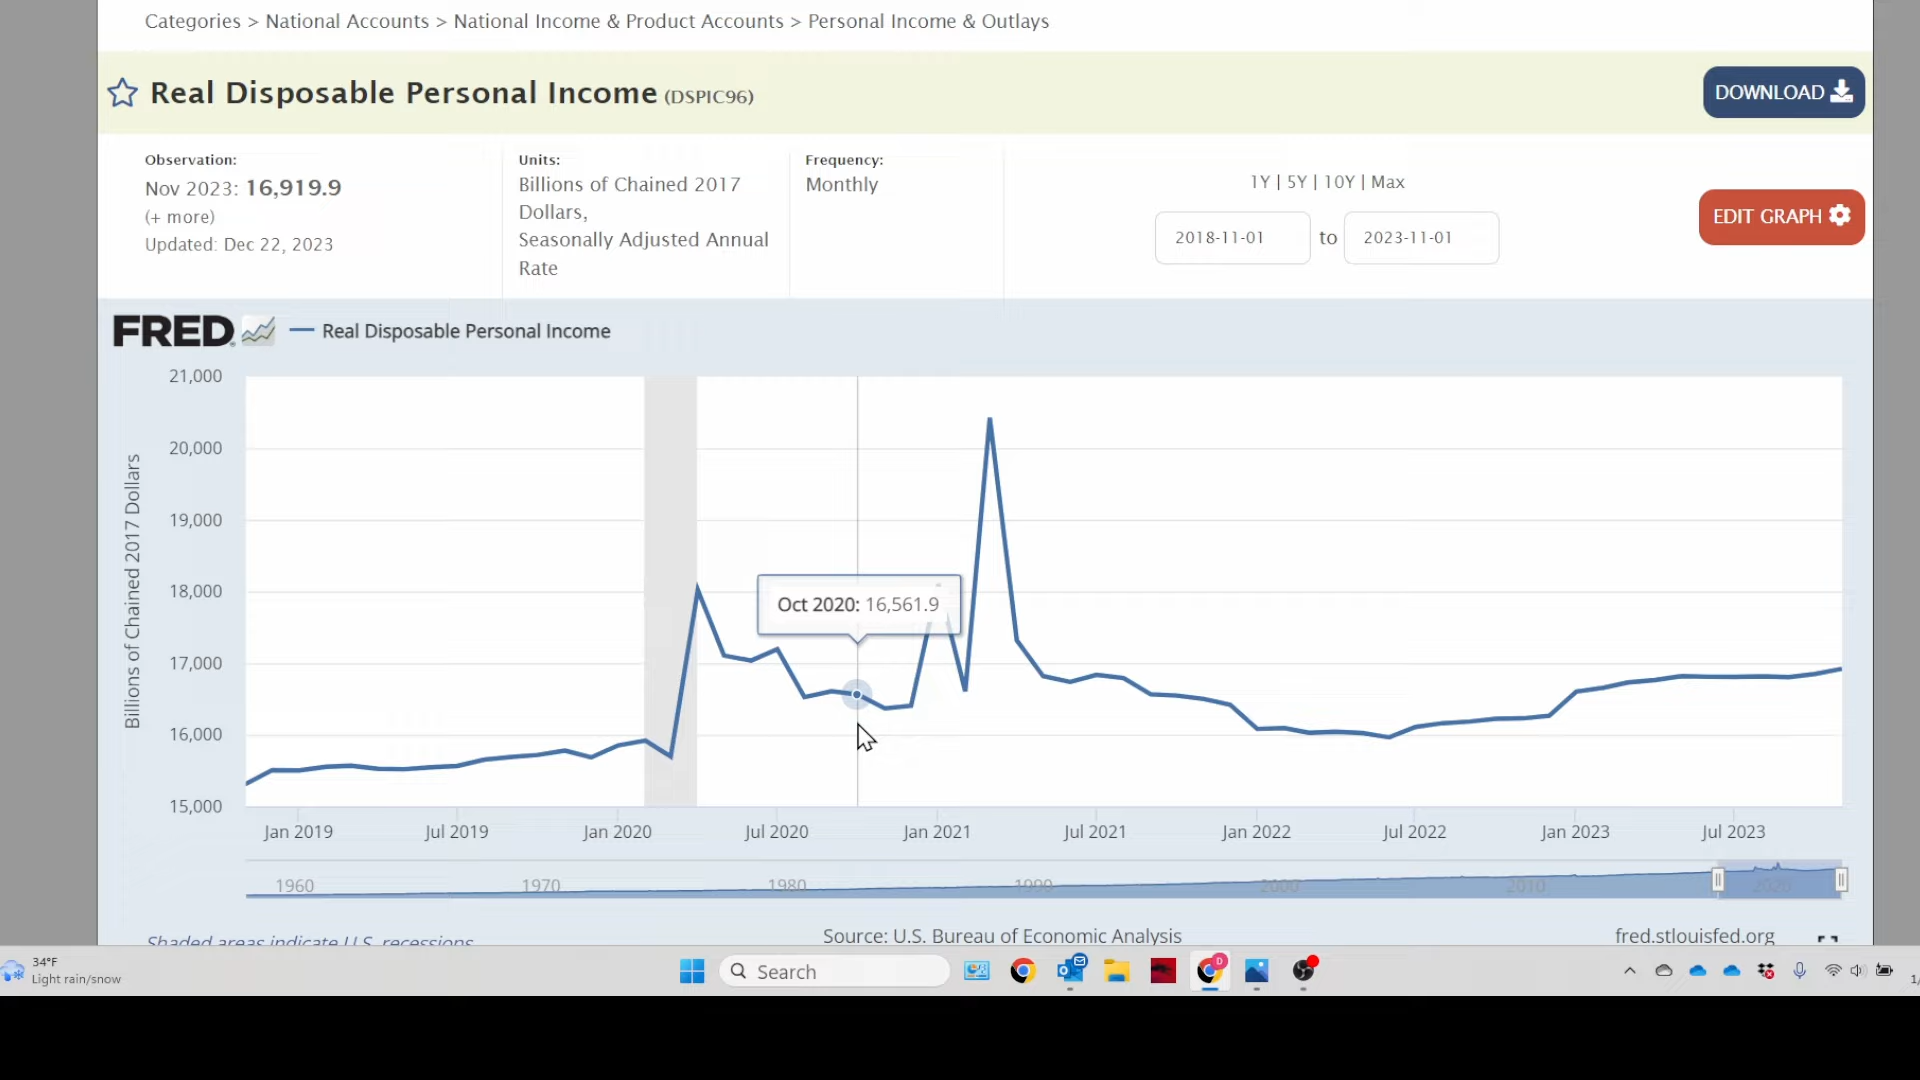 Categories > National Accounts > National Income & Product Accounts > Personal Income & Outlays
Real Disposable Personal Income (DSPIC96)
DOWNLOAD
Observation:
Nov 2023: 16,919.9
(+ more)
Updated: Dec 22, 2023
Units:
Billions of Chained 2017
Dollars,
Seasonally Adjusted Annual
Rate
Frequency:
Monthly
1Y | 5Y | 10Y | Max
2018-11-01 to 2023-11-01
EDIT GRAPH
FRED
Real Disposable Personal Income
Billions of Chained 2017 Dollars
21,000
20,000
19,000
18,000
17,000
16,000
15,000
Oct 2020: 16,561.9
Jan 2019 Jul 2019 Jan 2020 Jul 2020 Jan 2021 Jul 2021 Jan 2022 Jul 2022 Jan 2023 Jul 2023
1960 1970 1980 1990 2000 2010 2020
Shaded areas indicate U.S. recessions.
Source: U.S. Bureau of Economic Analysis
fred.stlouisfed.org
34°F
Light rain/snow
Search